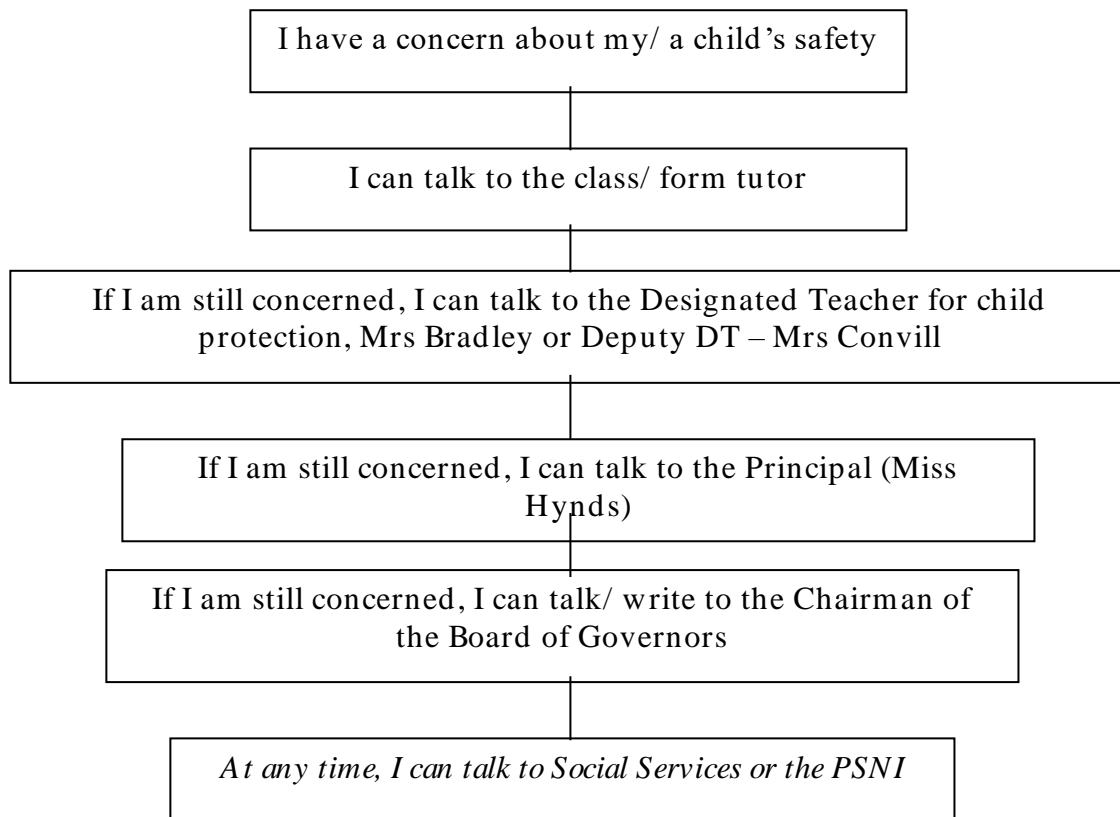 I have a concern about my/ a child’s safety
I can talk to the class/ form tutor
If I am still concerned, I can talk to the Designated Teacher for child
protection, Mrs Bradley or Deputy DT – Mrs Convill
If I am still concerned, I can talk to the Principal (Miss
Hynds)
If I am still concerned, I can talk/ write to the Chairman of
the Board of Governors
At any time, I can talk to Social Services or the PSNI